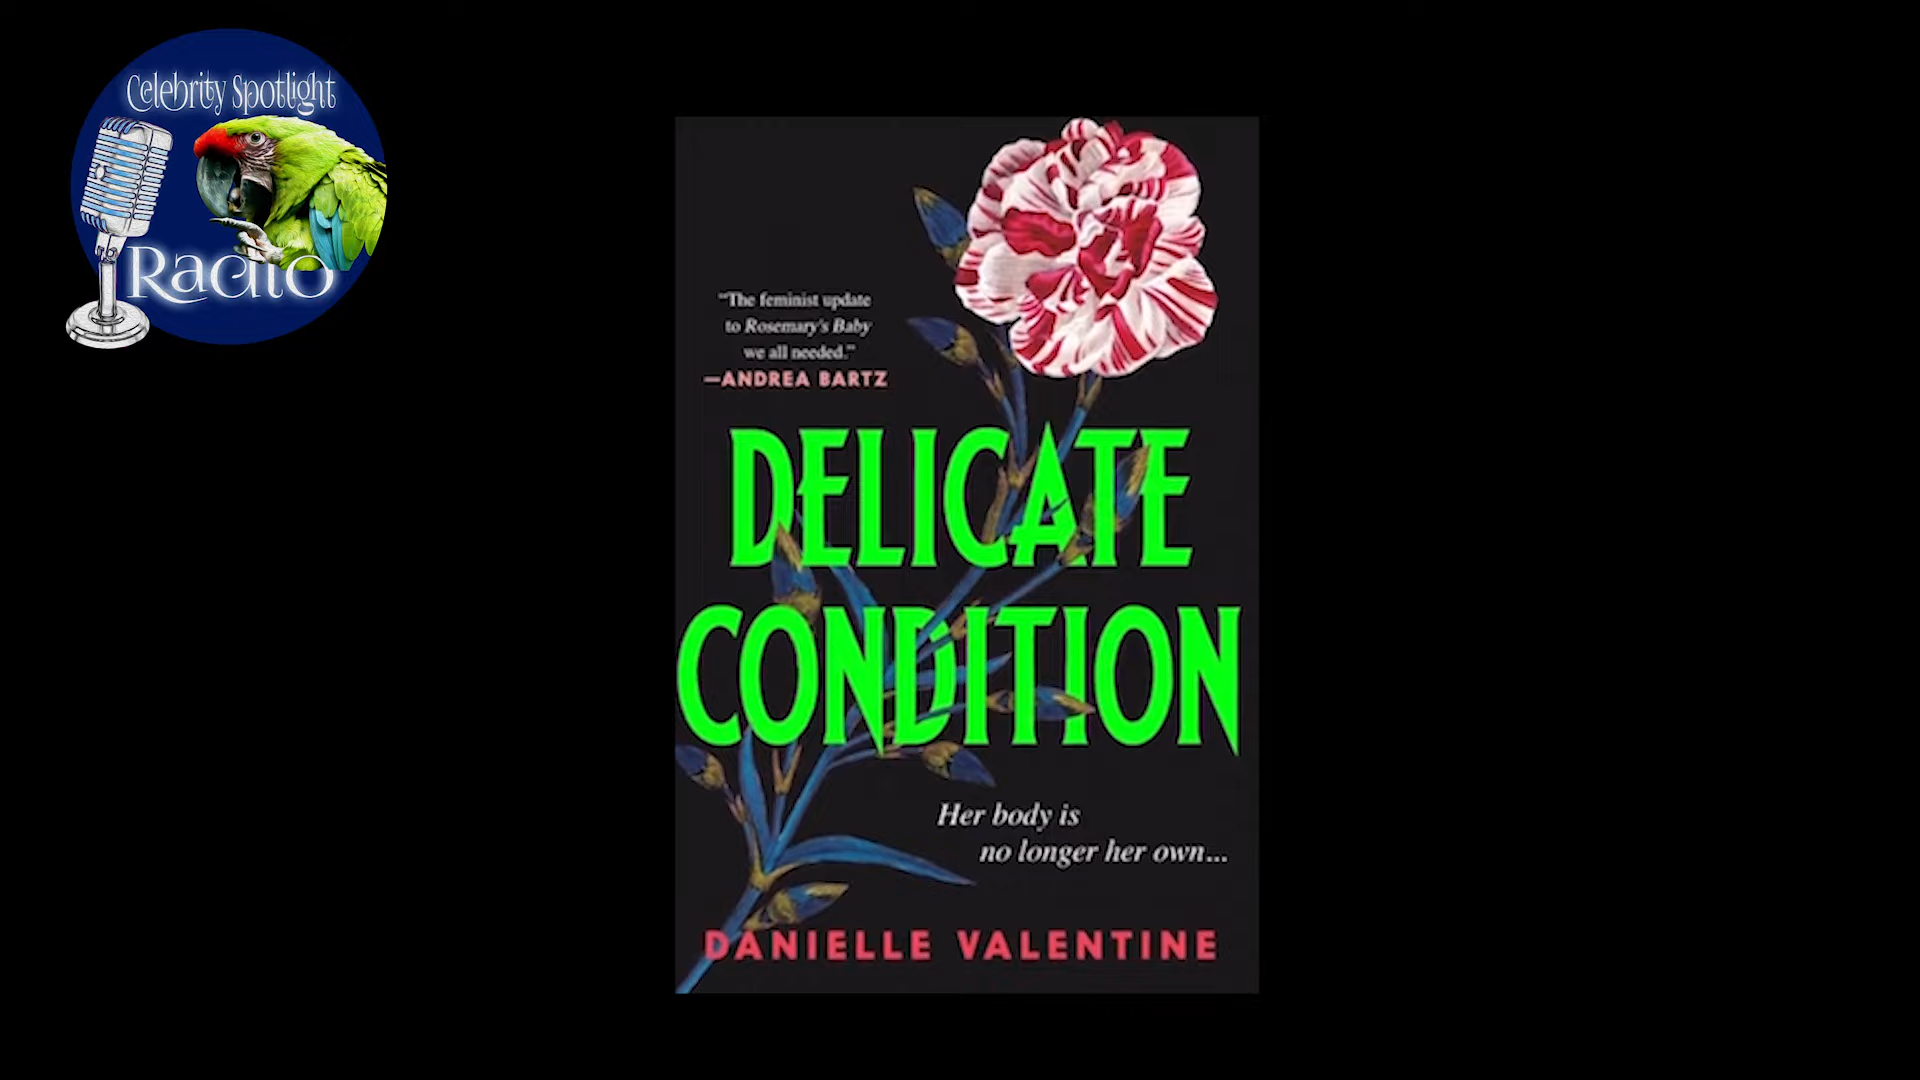 Celebrity Spotlight
Radio
"The feminist update
to Rosemary's Baby
we all needed."
—ANDREA BARTZ
DELICATE
CONDITION
Her body is
no longer her own...
DANIELLE VALENTINE